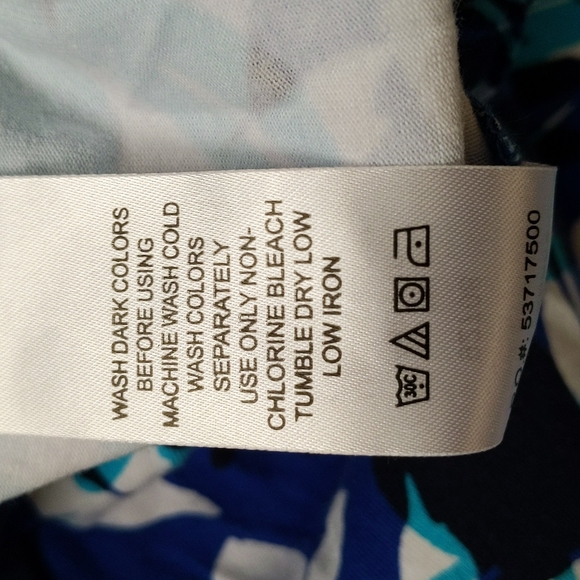 WASH DARK COLORS
BEFORE USING
MACHINE WASH COLD
WASH COLORS
SEPARATELY
USE ONLY NON-
CHLORINE BLEACH
TUMBLE DRY LOW
LOW IRON
30C
#: 53717500